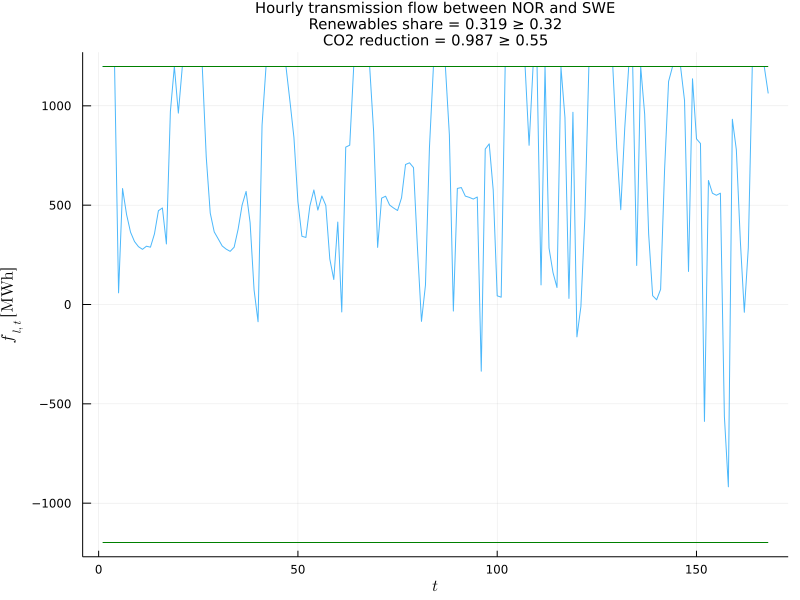 Hourly transmission flow between NOR and SWE
Renewables share = 0.319 ≥ 0.32
CO2 reduction = 0.987 ≥ 0.55
1000
500
0
−500
−1000
f_{l,t} [MWh]
0
50
100
150
t